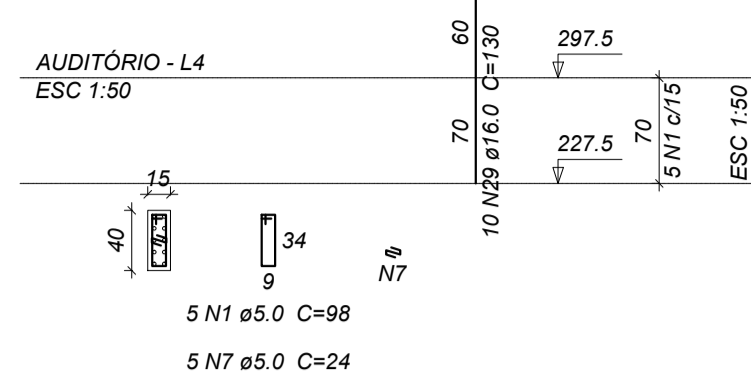 60
10 N29 ø16.0 C=130
297.5
AUDITÓRIO - L4
ESC 1:50
70
227.5
70
5 N1 c/15
ESC 1:50
15
40
34
9
N7
5 N1 ø5.0 C=98
5 N7 ø5.0 C=24